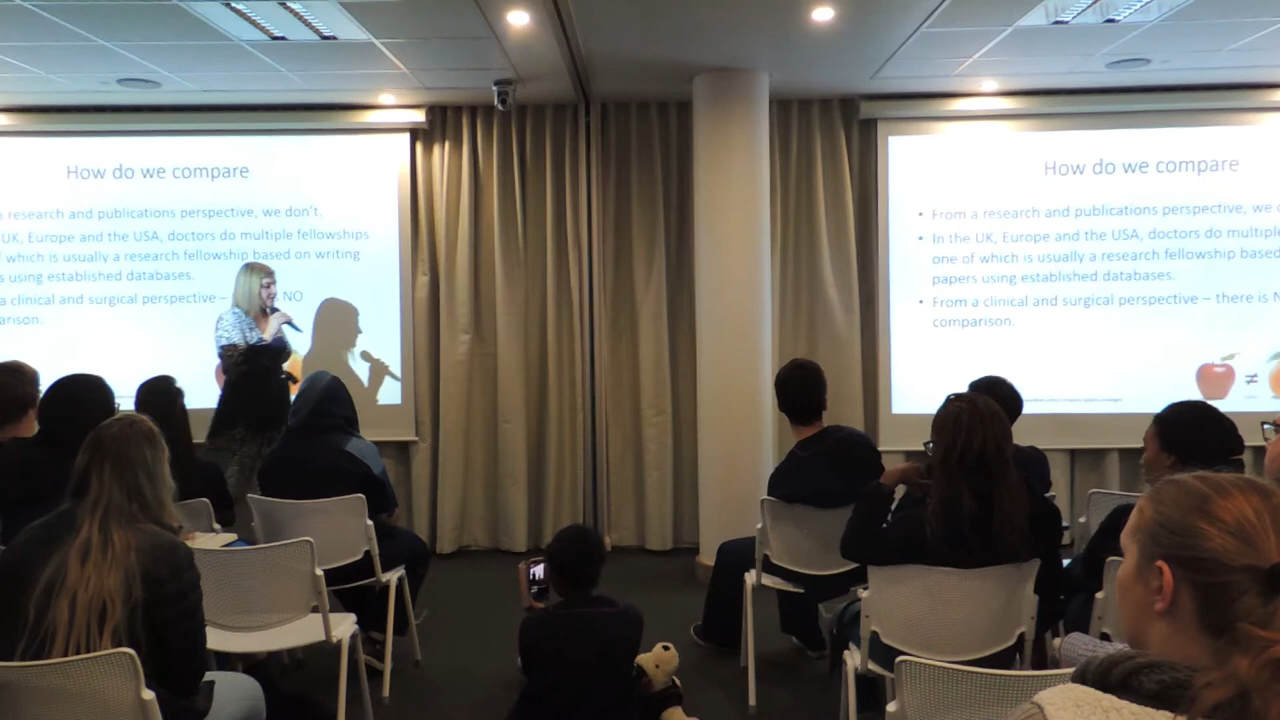 How do we compare
a research and publications perspective, we don't.
UK, Europe and the USA, doctors do multiple fellowships
of which is usually a research fellowship based on writing
s using established databases.
a clinical and surgical perspective – NO
arison.
How do we compare
• From a research and publications perspective, we
• In the UK, Europe and the USA, doctors do multiple
one of which is usually a research fellowship based
papers using established databases.
• From a clinical and surgical perspective – there is N
comparison.
≠